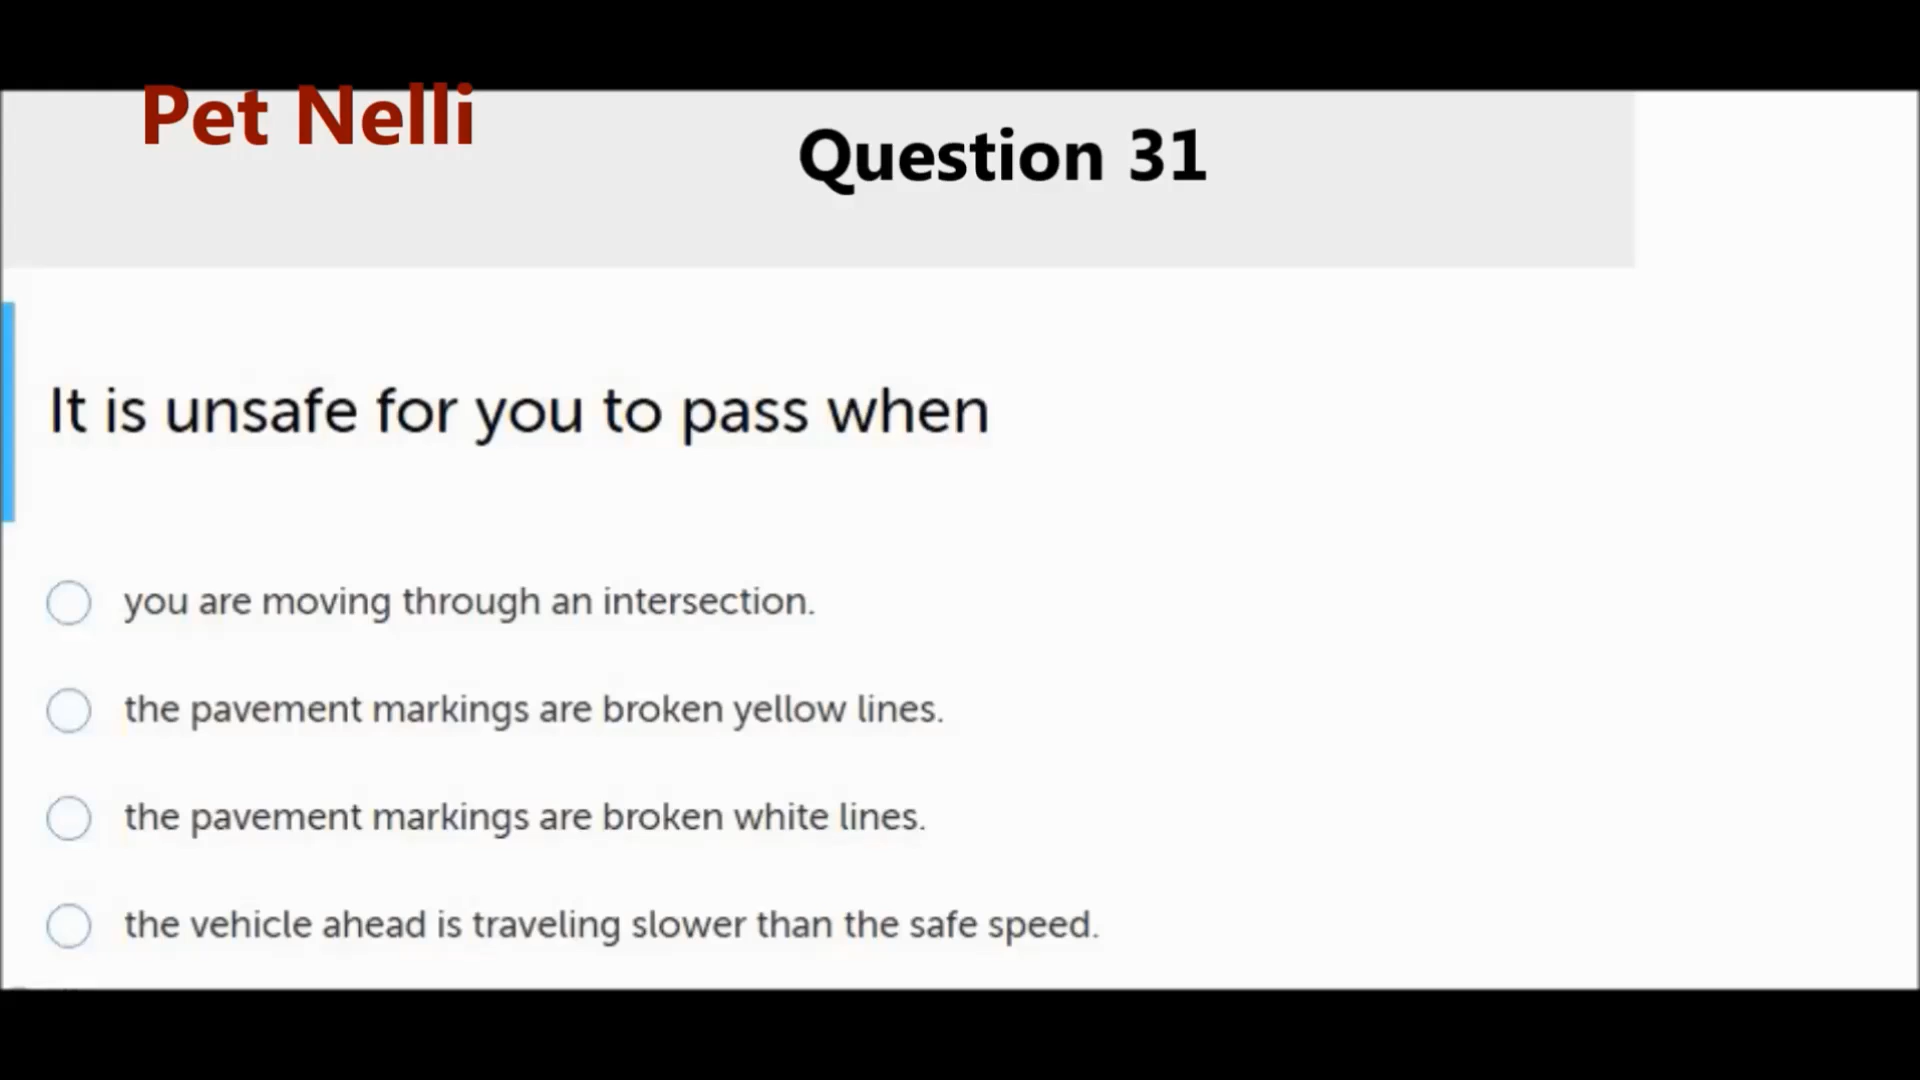 Pet Nelli
Question 31
It is unsafe for you to pass when
you are moving through an intersection.
the pavement markings are broken yellow lines.
the pavement markings are broken white lines.
the vehicle ahead is traveling slower than the safe speed.